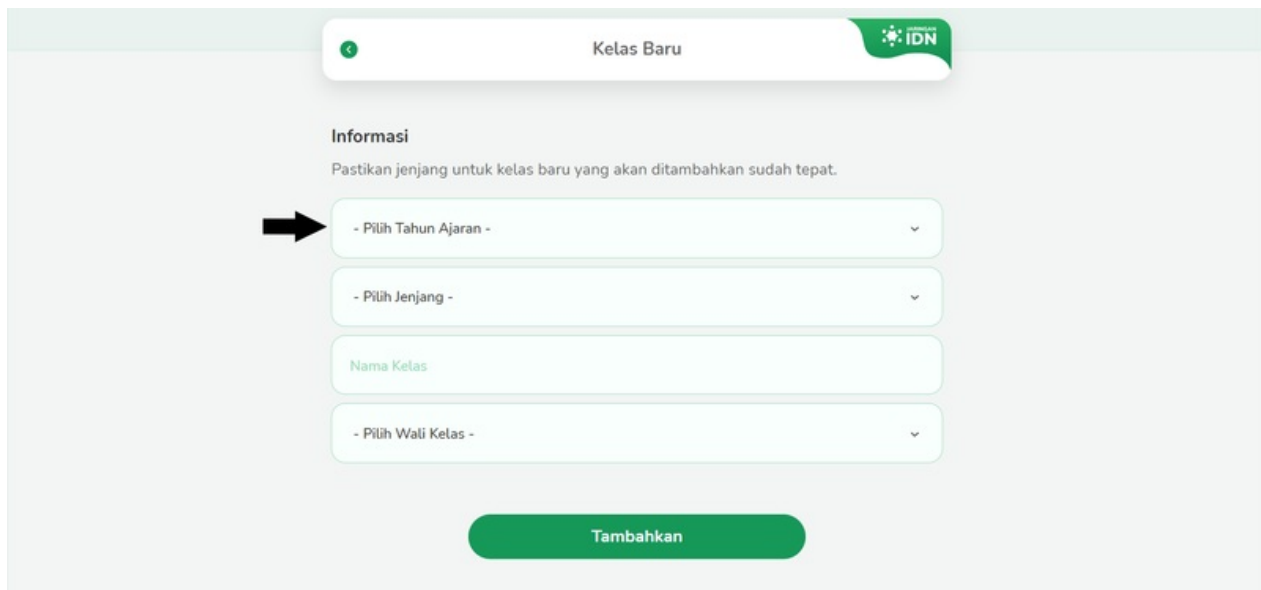 Kelas Baru
JARINGAN
IDN
Informasi
Pastikan jenjang untuk kelas baru yang akan ditambahkan sudah tepat.
- Pilih Tahun Ajaran -
- Pilih Jenjang -
Nama Kelas
- Pilih Wali Kelas -
Tambahkan